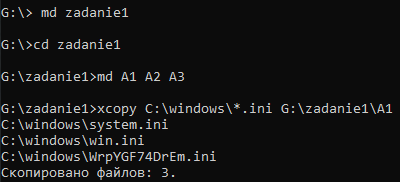 G:\> md zadanie1
G:\>cd zadanie1
G:\zadanie1>md A1 A2 A3
G:\zadanie1>xcopy C:\windows\*.ini G:\zadanie1\A1
C:\windows\system.ini
C:\windows\win.ini
C:\windows\WrpYGF74DrEm.ini
Скопировано файлов: 3.